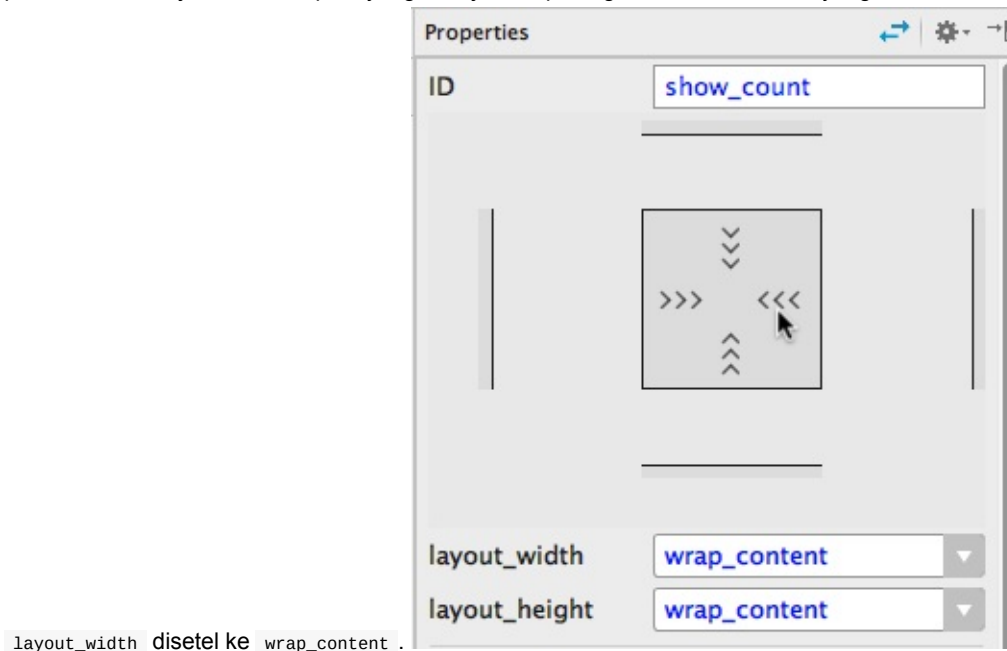 Properties
ID
show_count
layout_width
wrap_content
layout_height
wrap_content
layout_width disetel ke wrap_content .